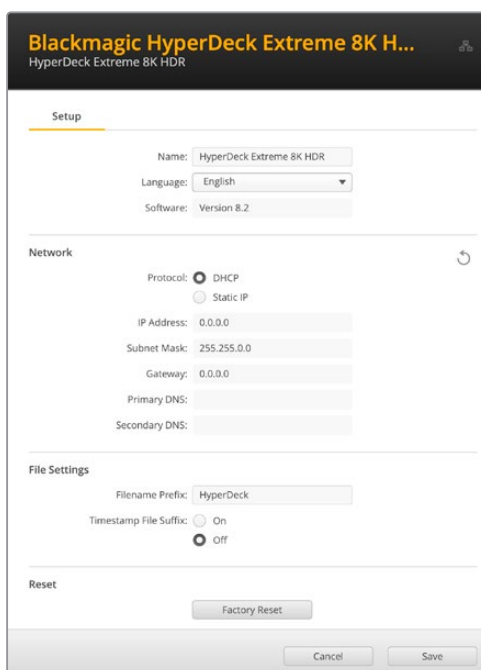 Blackmagic HyperDeck Extreme 8K H...
HyperDeck Extreme 8K HDR
Setup
Name: HyperDeck Extreme 8K HDR
Language: English
Software: Version 8.2
Network
Protocol: DHCP
Static IP
IP Address: 0.0.0.0
Subnet Mask: 255.255.0.0
Gateway: 0.0.0.0
Primary DNS:
Secondary DNS:
File Settings
Filename Prefix: HyperDeck
Timestamp File Suffix: On
Off
Reset
Factory Reset
Cancel Save